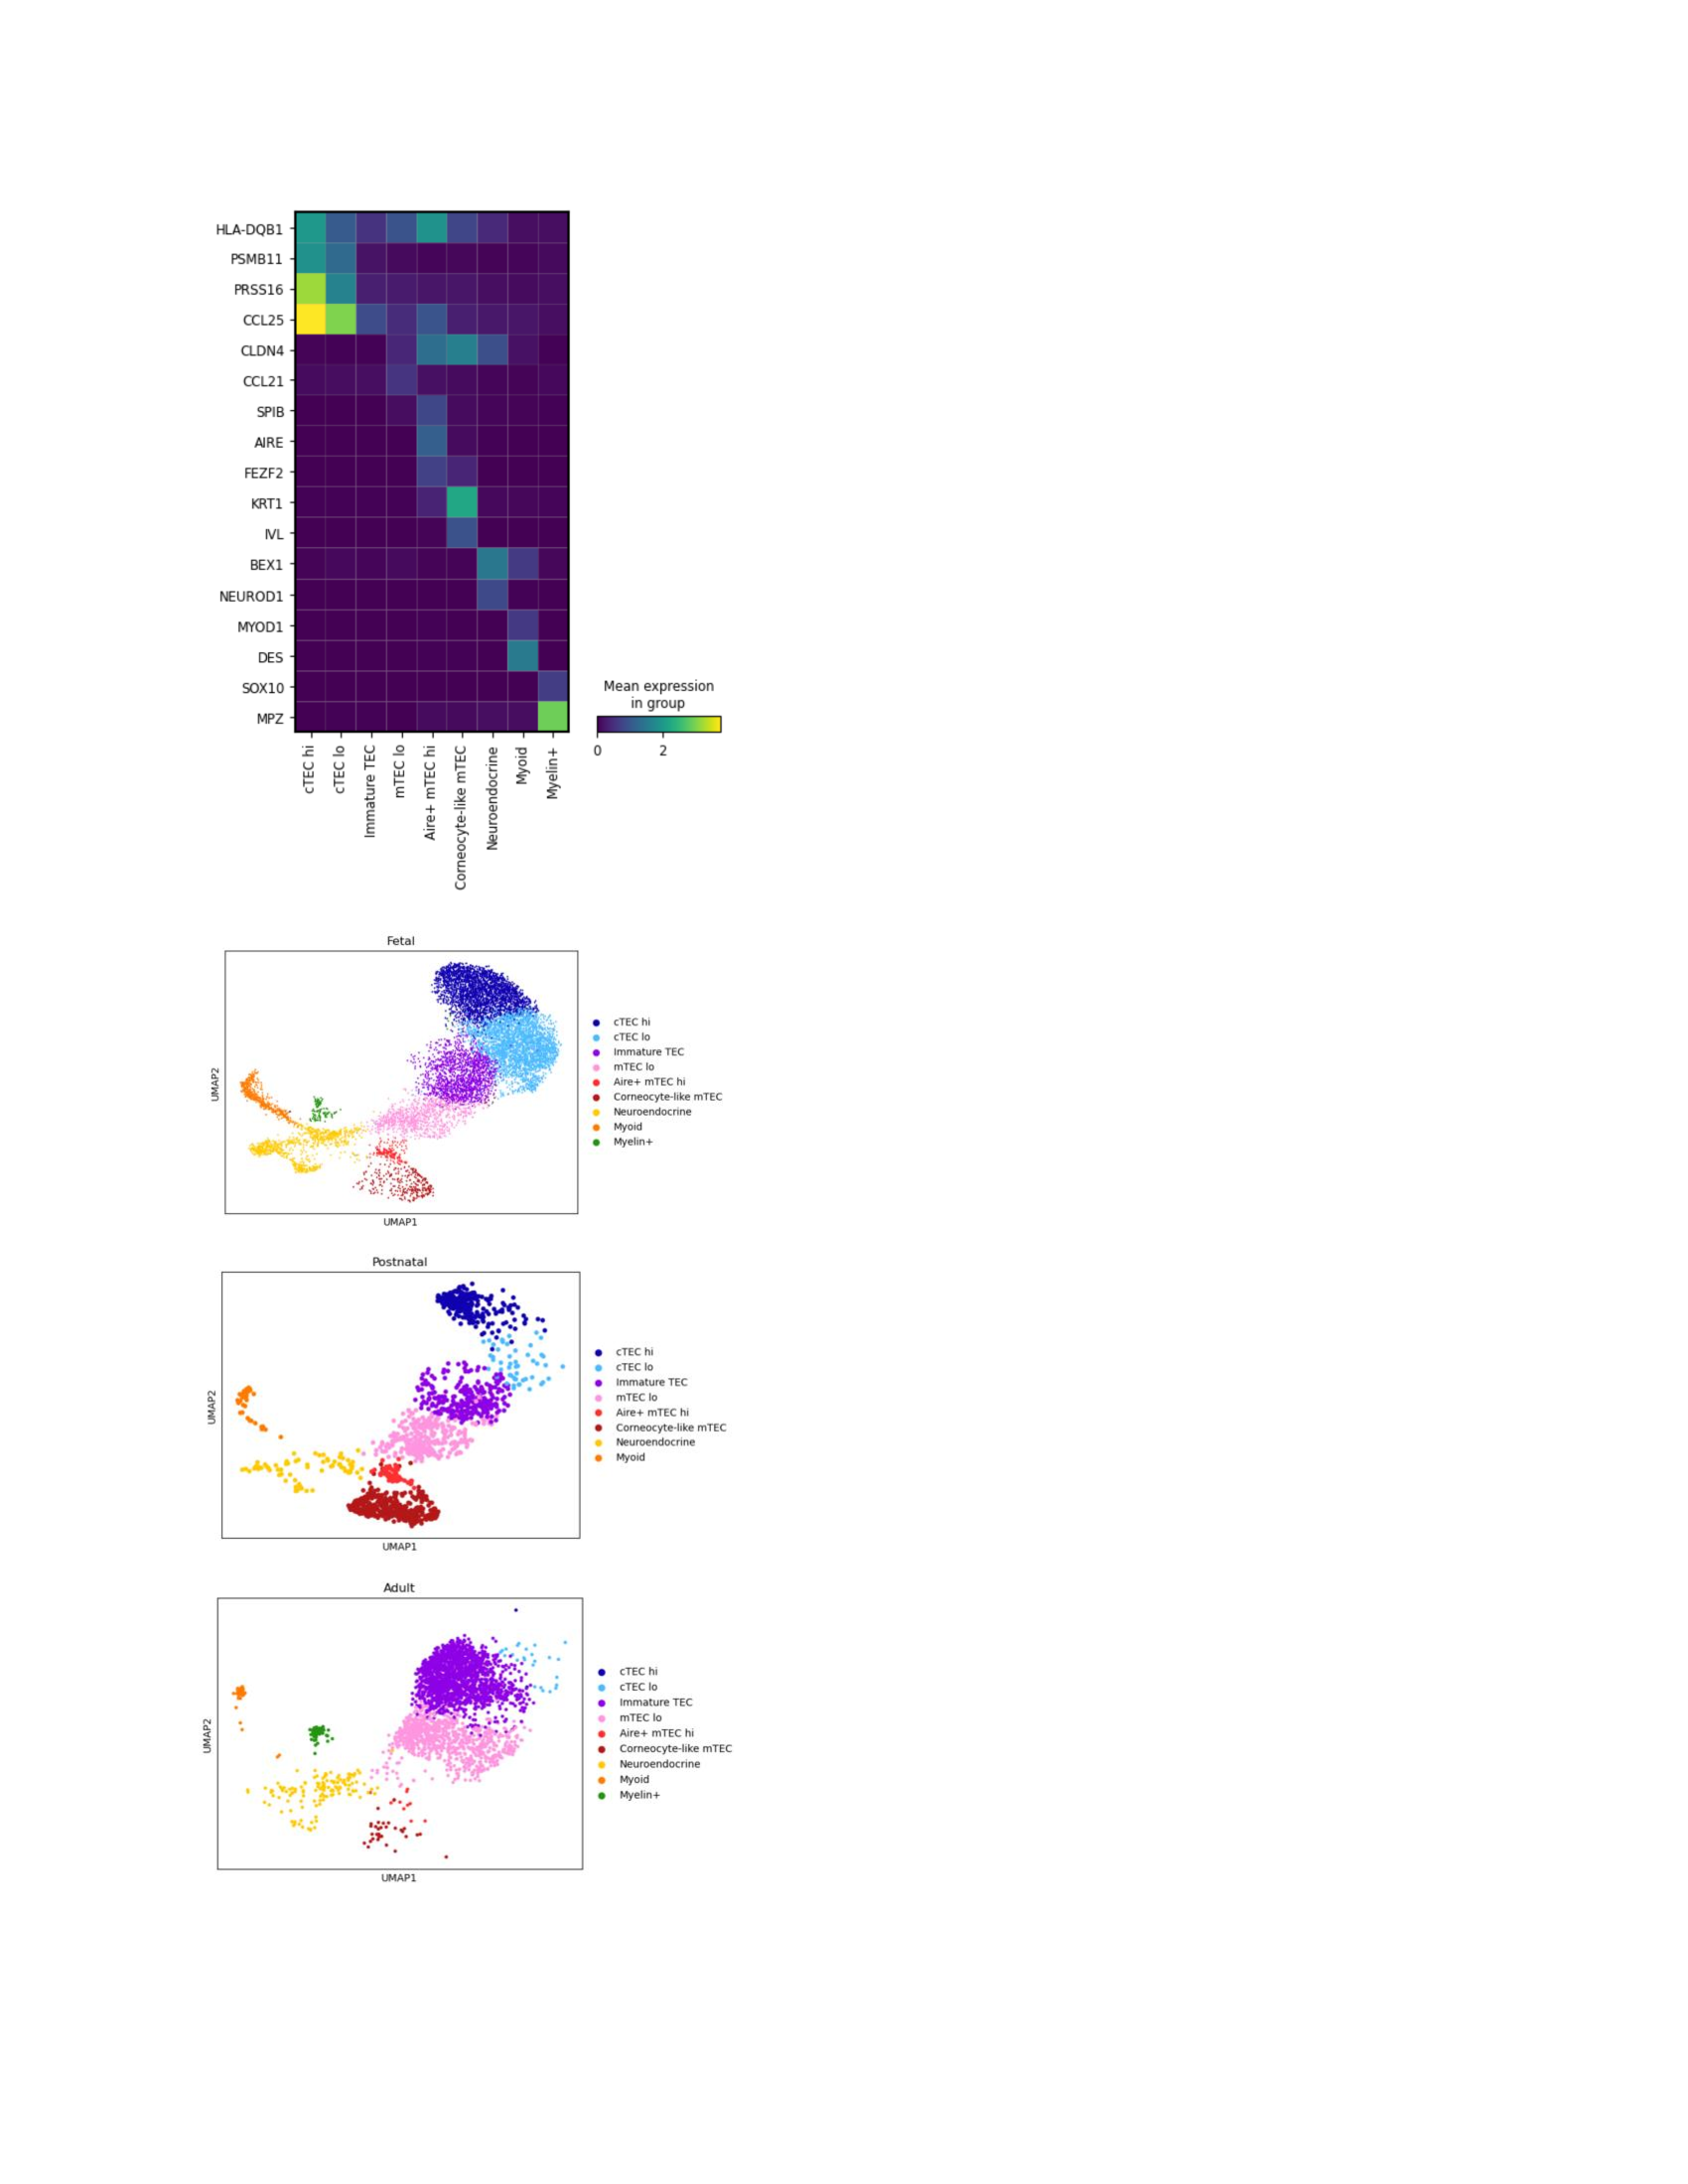 HLA-DQB1
PSMB11
PRSS16
CCL25
CLDN4
CCL21
SPIB
AIRE
FEZF2
KRT1
IVL
BEX1
NEUROD1
MYOD1
DES
SOX10
MPZ
Mean expression
in group
0 2
cTEC hi
cTEC lo
Immature TEC
mTEC lo
Aire+ mTEC hi
Corneocyte-like mTEC
Neuroendocrine
Myoid
Myelin+
Fetal
UMAP2
UMAP1
cTEC hi
cTEC lo
Immature TEC
mTEC lo
Aire+ mTEC hi
Corneocyte-like mTEC
Neuroendocrine
Myoid
Myelin+
Postnatal
UMAP2
UMAP1
cTEC hi
cTEC lo
Immature TEC
mTEC lo
Aire+ mTEC hi
Corneocyte-like mTEC
Neuroendocrine
Myoid
Adult
UMAP2
UMAP1
cTEC hi
cTEC lo
Immature TEC
mTEC lo
Aire+ mTEC hi
Corneocyte-like mTEC
Neuroendocrine
Myoid
Myelin+